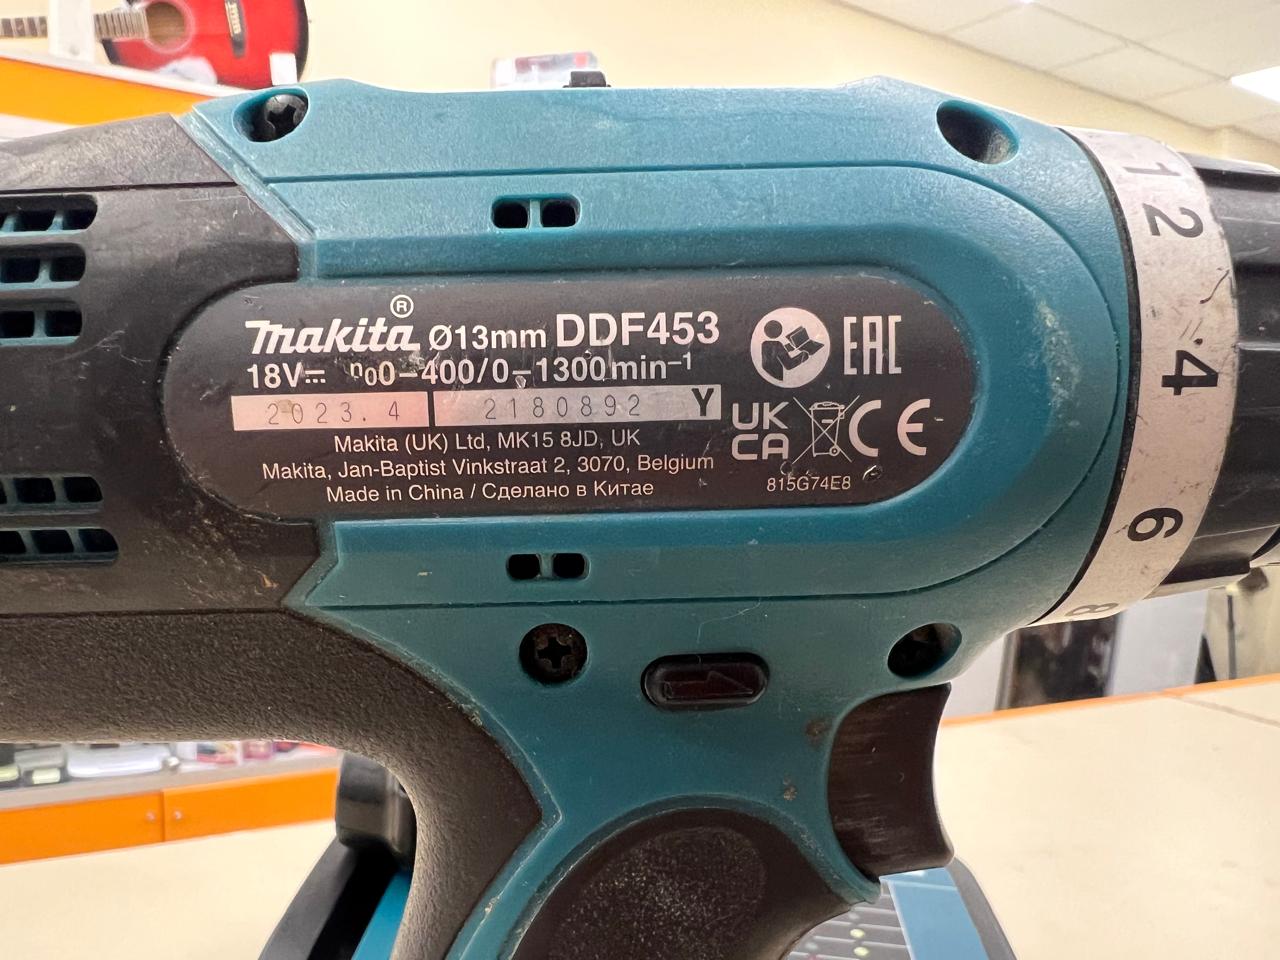 makita® Ø13mm DDF453
18V⎓ n₀0–400/0–1300min⁻¹
2023.4 2180892 Y
Makita (UK) Ltd, MK15 8JD, UK
Makita, Jan-Baptist Vinkstraat 2, 3070, Belgium
Made in China / Сделано в Китае
EAC
UK
CA CE
815G74E8
1
2
4
6
8